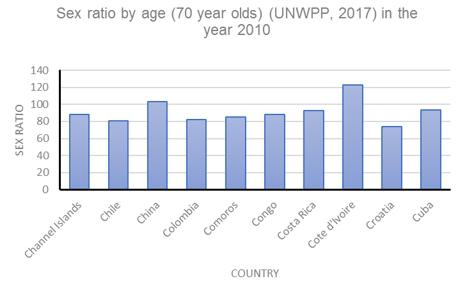 Sex ratio by age (70 year olds) (UNWPP, 2017) in the
year 2010
140
120
100
80
60
40
20
0
SEX RATIO
Channel Islands
Chile
China
Colombia
Comoros
Congo
Costa Rica
Cote d'Ivoire
Croatia
Cuba
COUNTRY